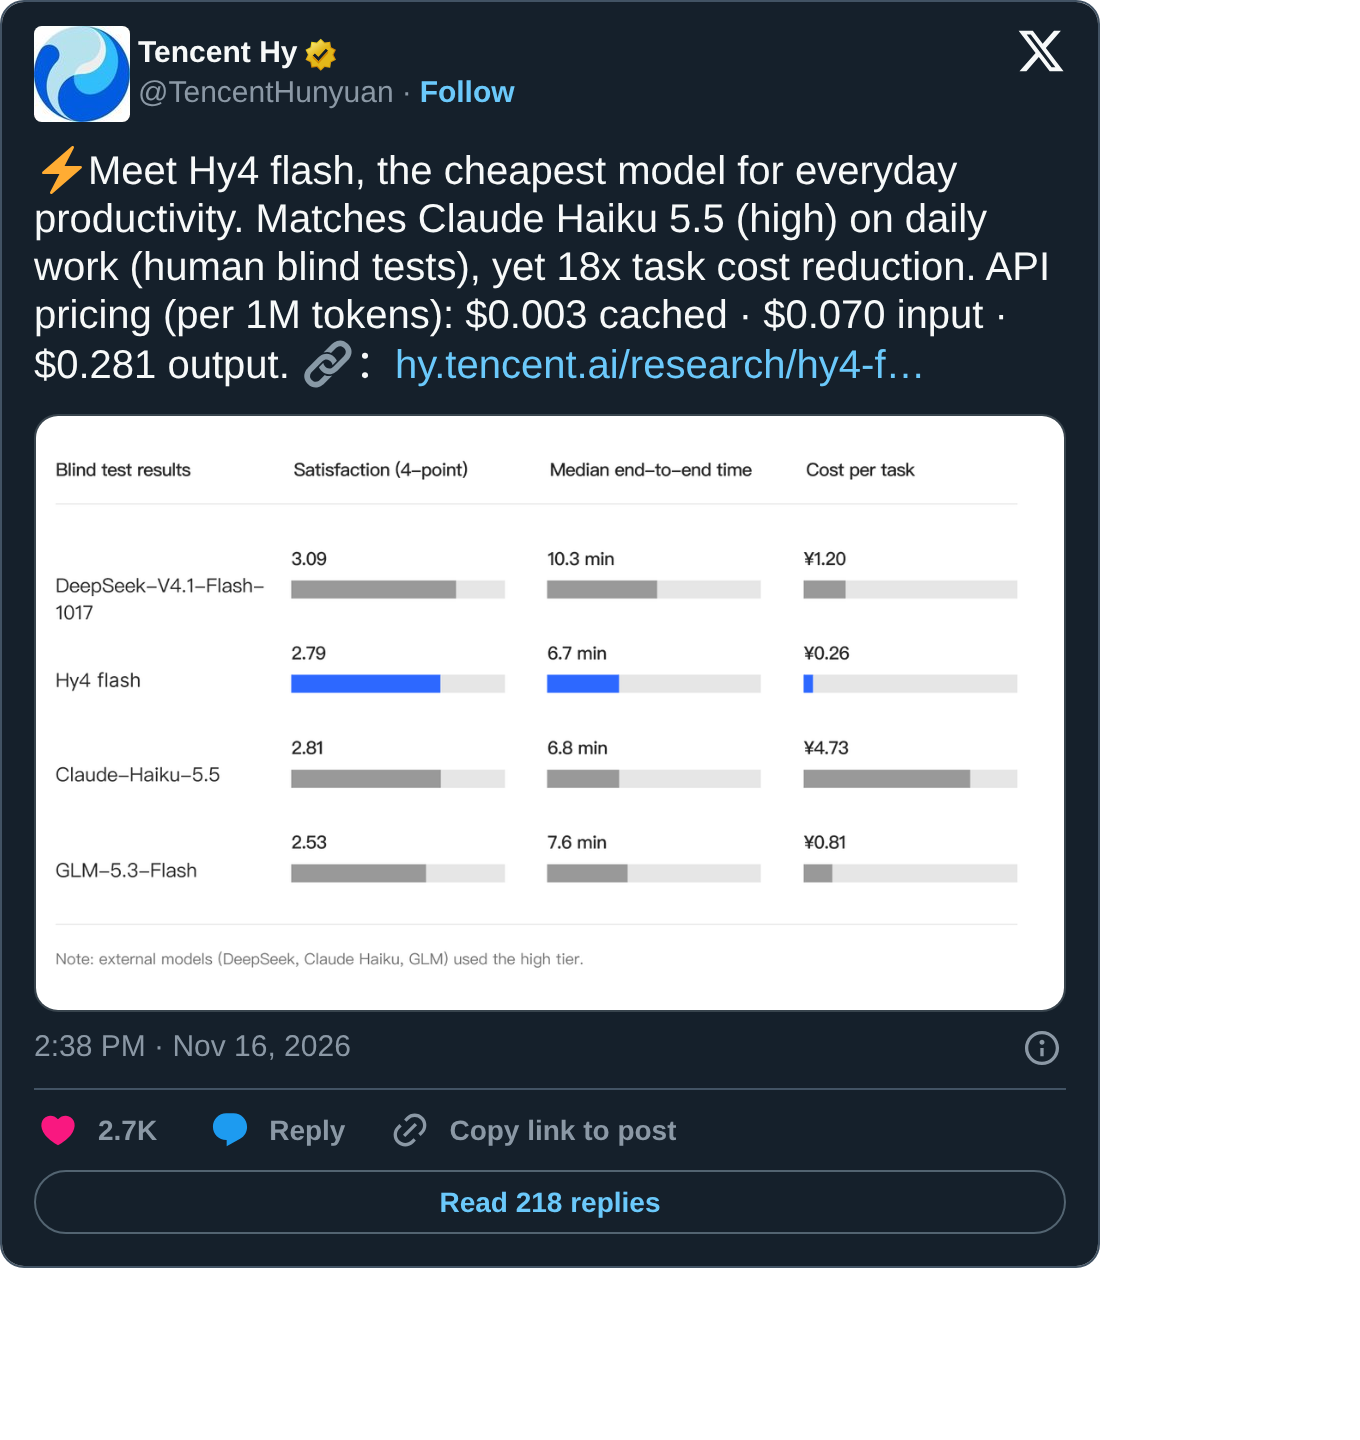 Tencent Hy
@TencentHunyuan · Follow
⚡Meet Hy4 flash, the cheapest model for everyday
productivity. Matches Claude Haiku 5.5 (high) on daily
work (human blind tests), yet 18x task cost reduction. API
pricing (per 1M tokens): $0.003 cached · $0.070 input ·
$0.281 output. 🔗: hy.tencent.ai/research/hy4-f…
Blind test results Satisfaction (4-point) Median end-to-end time Cost per task
3.09 10.3 min ¥1.20
DeepSeek-V4.1-Flash-
1017
2.79 6.7 min ¥0.26
Hy4 flash
2.81 6.8 min ¥4.73
Claude-Haiku-5.5
2.53 7.6 min ¥0.81
GLM-5.3-Flash
Note: external models (DeepSeek, Claude Haiku, GLM) used the high tier.
2:38 PM · Nov 16, 2026
2.7K Reply Copy link to post
Read 218 replies